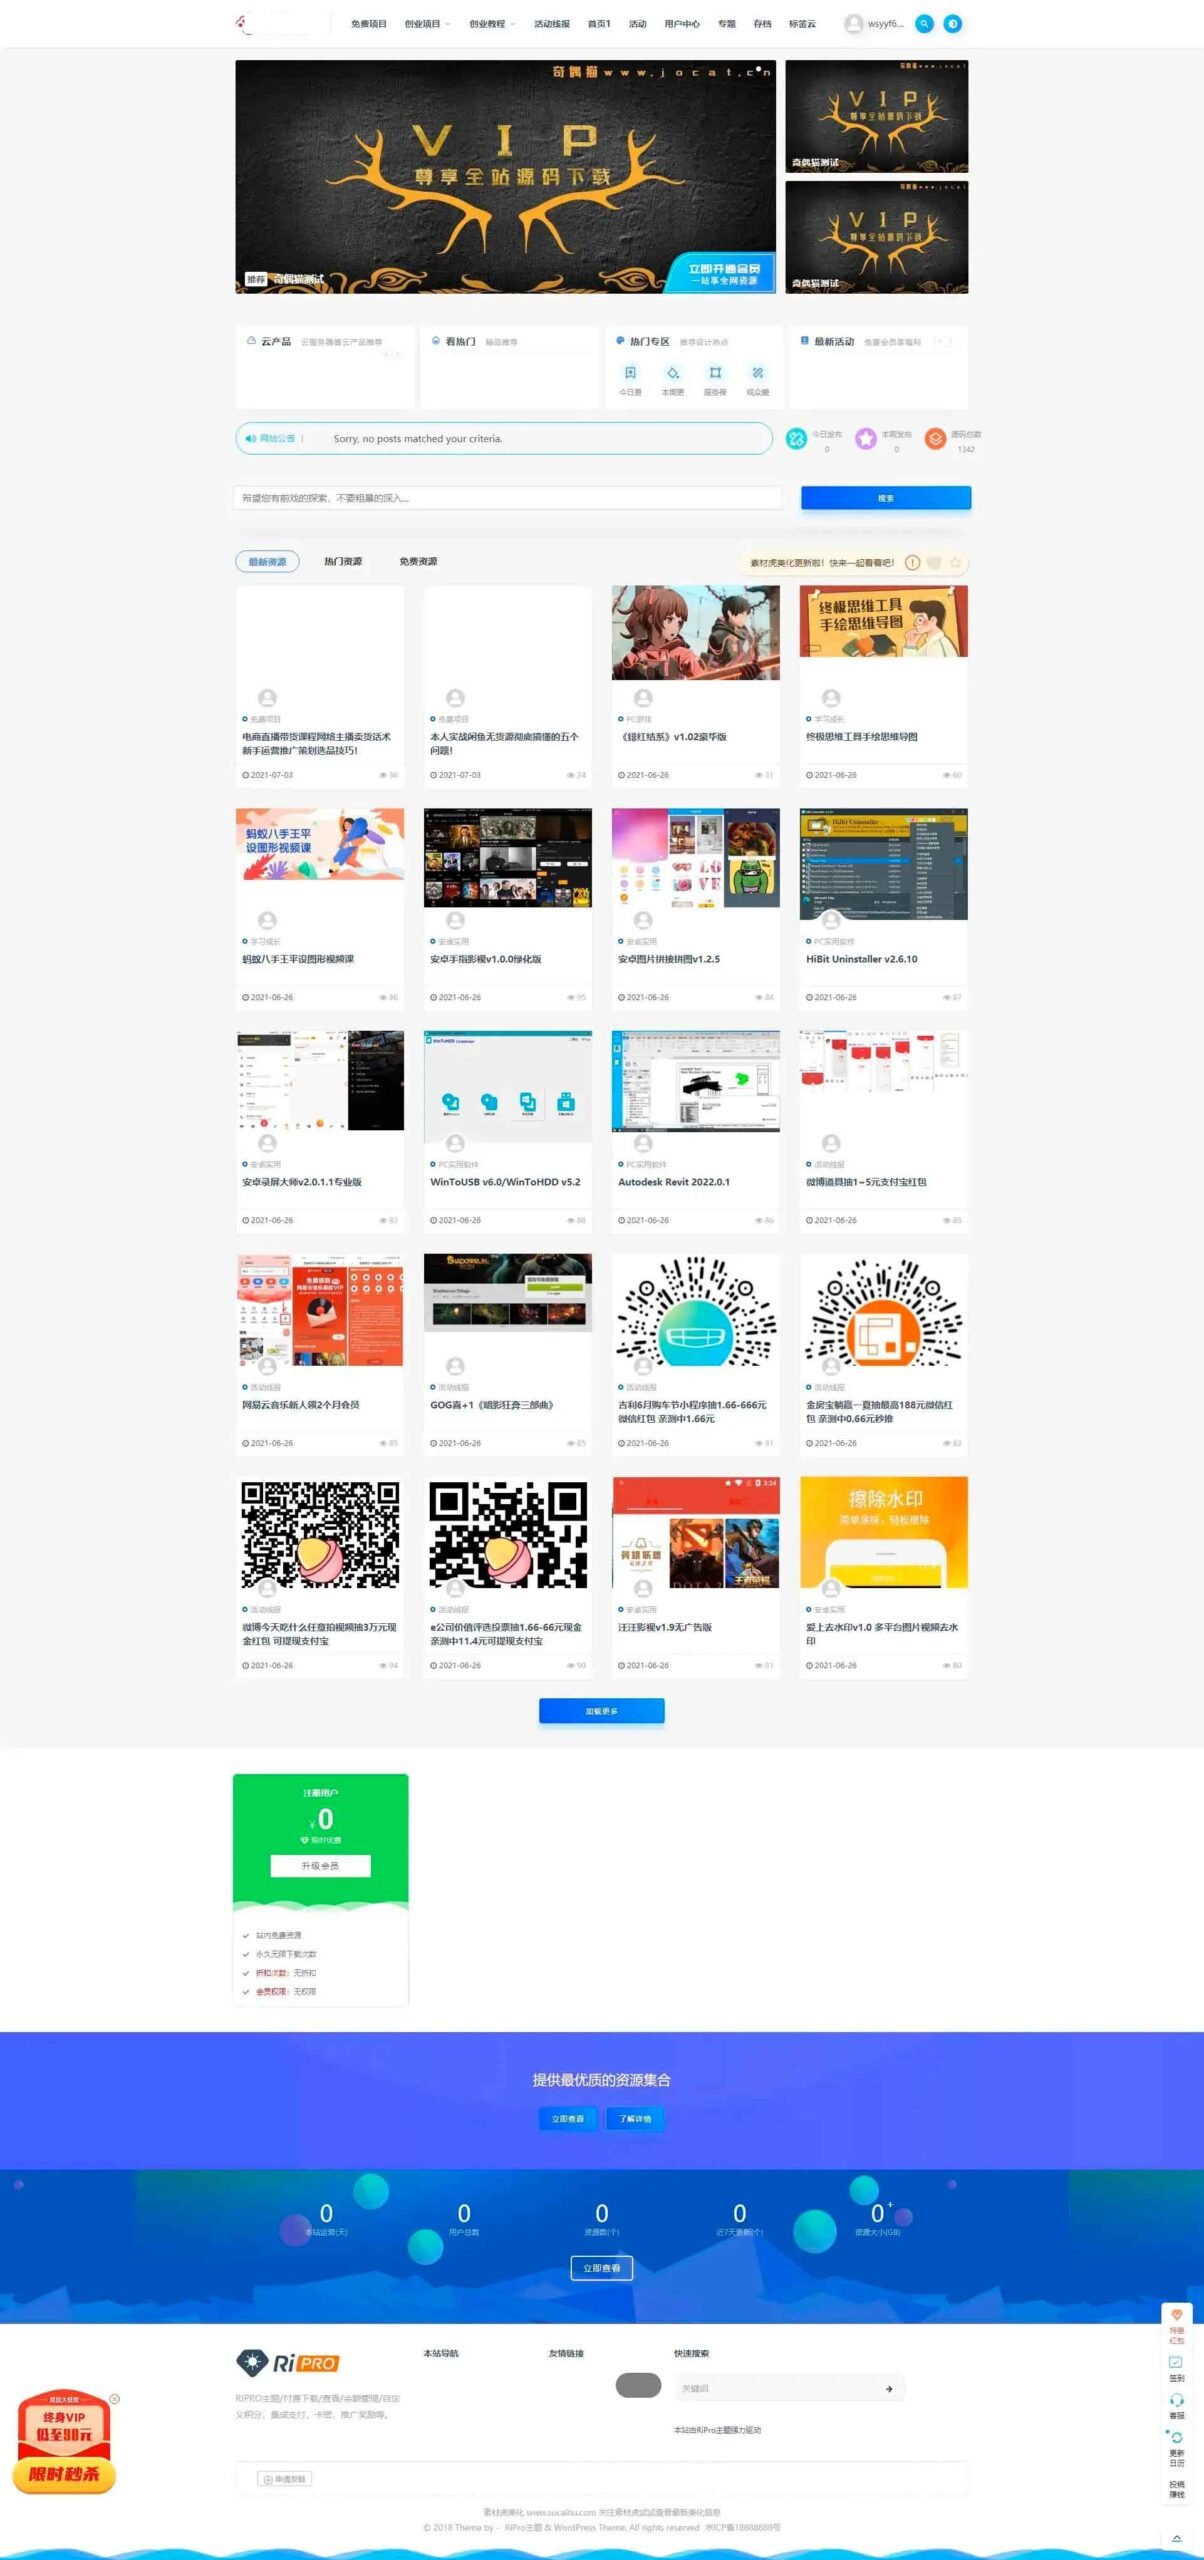 免费项目 创业项目 创业教程 活动线报 首页1 活动 用户中心 专题 存档 标签云 wsyyf6...
奇偶猫www.jocat.cn
VIP
尊享全站源码下载
立即开通会员
一站享全网资源
推荐 奇偶猫测试
VIP
尊享全站源码下载
奇偶猫测试
VIP
尊享全站源码下载
奇偶猫测试
云产品
看热门 精品推荐
热门专区 推荐设计热点
最新活动 免费会员享福利
今日更 本周更 服务保 观众要
网站公告 | Sorry, no posts matched your criteria.
今日发布 0
本周发布 0
源码总数 1342
希望您有前戏的探索，不要粗暴的深入...
搜索
最新资源 热门资源 免费资源
素材虎美化更新啦！快来一起看看吧！
终极思维工具
手绘思维导图
免费项目 免费项目 PC游戏 学习成长
电商直播带货课程网络主播卖货话术
新手运营推广策划选品技巧！
本人实战闲鱼无货源彻底搞懂的五个
问题！
《绯红结系》v1.02豪华版
终极思维工具手绘思维导图
2021-07-03 36
2021-07-03 24
2021-06-26 31
2021-06-26 60
蚂蚁八手王平
设图形视频课
HiBit Uninstaller
学习成长 安卓实用 安卓实用 PC实用软件
蚂蚁八手王平设图形视频课
安卓手指影视v1.0.0绿化版
安卓图片拼接拼图v1.2.5
HiBit Uninstaller v2.6.10
2021-06-26 86
2021-06-26 95
2021-06-26 84
2021-06-26 87
安卓实用 PC实用软件 PC实用软件 活动线报
安卓录屏大师v2.0.1.1专业版
WinToUSB v6.0/WinToHDD v5.2
Autodesk Revit 2022.0.1
微博道具抽1~5元支付宝红包
2021-06-26 83
2021-06-26 88
2021-06-26 86
2021-06-26 89
活动线报 活动线报 活动线报 活动线报
网易云音乐新人领2个月会员
GOG喜+1《暗影狂奔三部曲》
吉利6月购车节小程序抽1.66-666元
微信红包 亲测中1.66元
金房宝躺赢一夏抽最高188元微信红
包 亲测中0.66元秒推
2021-06-26 85
2021-06-26 85
2021-06-26 81
2021-06-26 83
3:24
英雄联盟
DOTA 2
王者荣耀
擦除水印
简单涂抹，轻松擦除
活动线报 活动线报 安卓实用 安卓实用
微博今天吃什么任意拍视频抽3万元现
金红包 可提现支付宝
e公司价值评选投票抽1.66-66元现金
亲测中11.4元可提现支付宝
汪汪影视v1.9无广告版
爱上去水印v1.0 多平台图片视频去水
印
2021-06-26 94
2021-06-26 90
2021-06-26 91
2021-06-26 80
加载更多
注册用户
¥0
限时优惠
升级会员
站内免费资源
永久无限下载次数
折扣次数：无折扣
会员权限：无权限
提供最优质的资源集合
立即查看 了解详情
0 0 0 0 0+
本站运营(天) 用户总数 资源数(个) 近7天更新(个) 资源大小(GB)
立即查看
RiPRO
RiPRO主题/付费下载/查看/余额管理/自定
义积分，集成支付，卡密，推广奖励等。
本站导航
友情链接
快速搜索
关键词
本站由RiPro主题强力驱动
申请友链
素材虎美化 www.sucaihu.com 关注素材虎试试查看最新美化信息
© 2018 Theme by - RiPro主题 & WordPress Theme. All rights reserved 京ICP备18888888号
双旦大狂欢
终身VIP
低至90元
限时秒杀
特惠
红包
签到
客服
更新
日历
投稿
赚钱